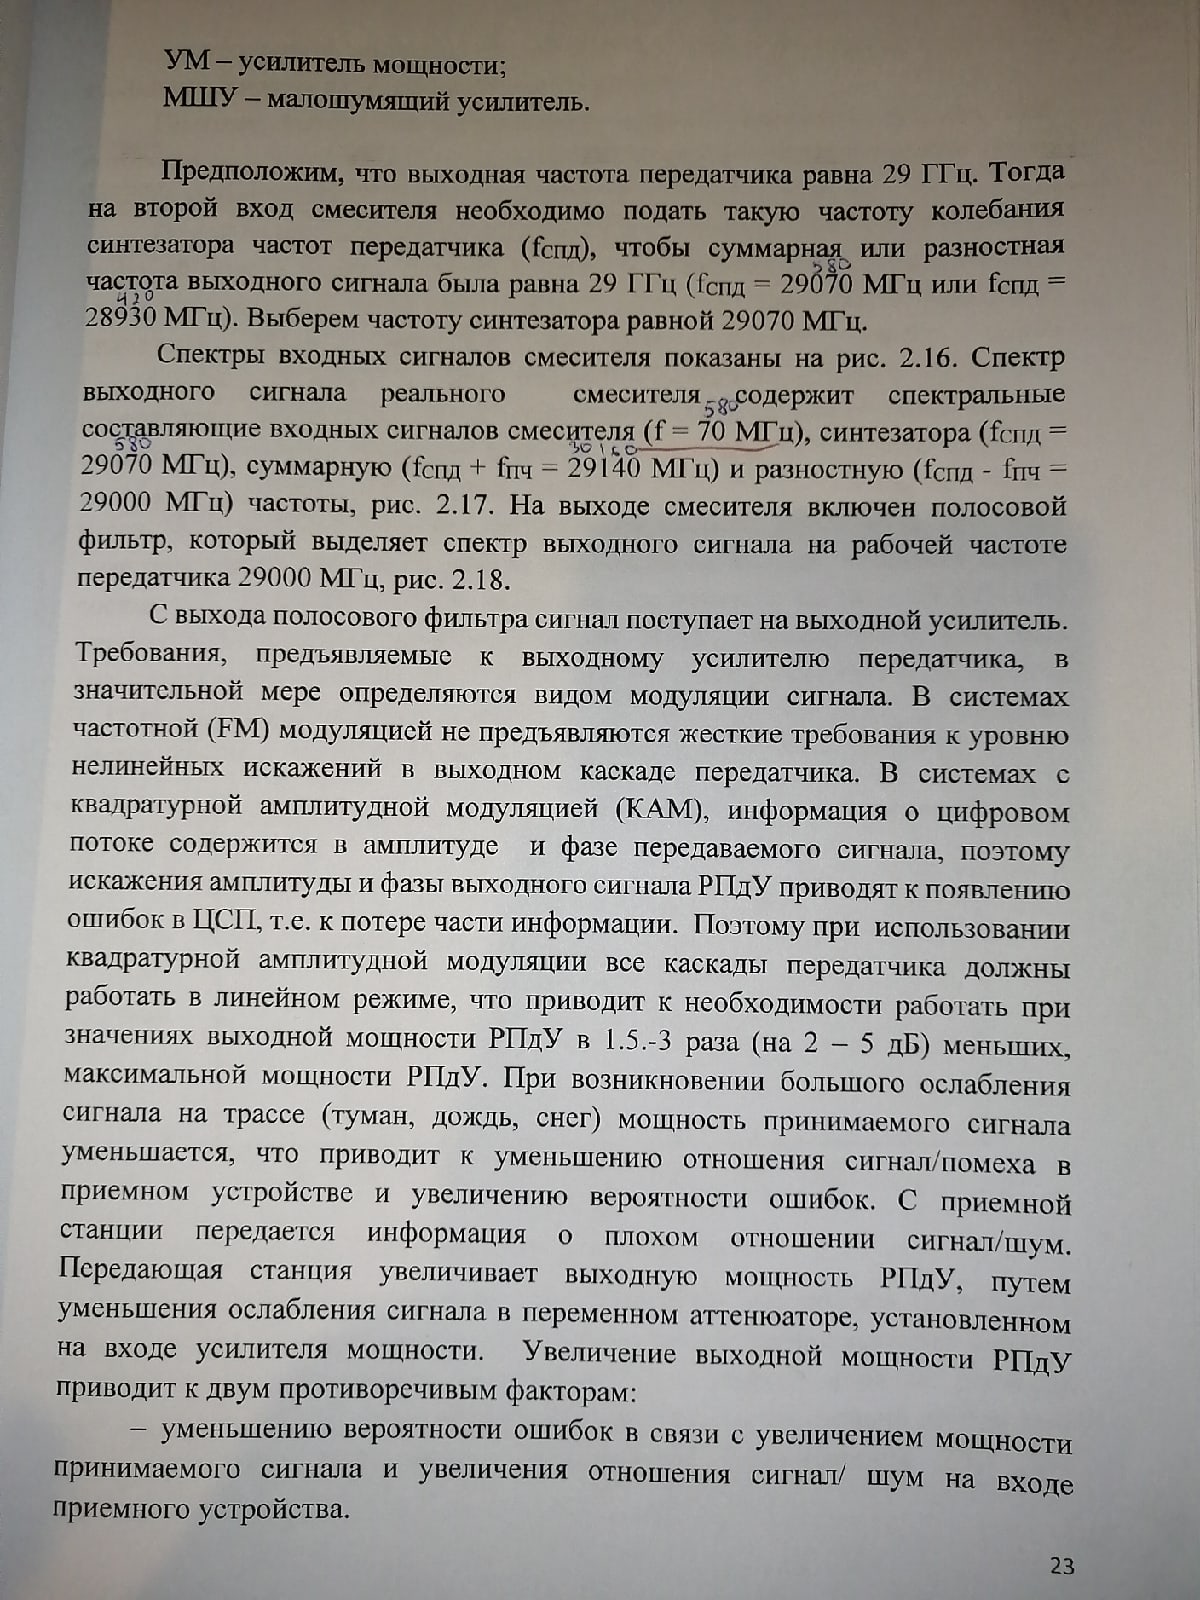 УМ – усилитель мощности;
МШУ – малошумящий усилитель.
Предположим, что выходная частота передатчика равна 29 ГГц. Тогда
на второй вход смесителя необходимо подать такую частоту колебания
синтезатора частот передатчика (fспд), чтобы суммарная или разностная
580
частота выходного сигнала была равна 29 ГГц (fспд = 29070 МГц или fспд =
420
28930 МГц). Выберем частоту синтезатора равной 29070 МГц.
Спектры входных сигналов смесителя показаны на рис. 2.16. Спектр
выходного сигнала реального смесителя содержит спектральные
580
составляющие входных сигналов смесителя (f = 70 МГц), синтезатора (fспд =
580 30160
29070 МГц), суммарную (fспд + fпч = 29140 МГц) и разностную (fспд - fпч =
29000 МГц) частоты, рис. 2.17. На выходе смесителя включен полосовой
фильтр, который выделяет спектр выходного сигнала на рабочей частоте
передатчика 29000 МГц, рис. 2.18.
С выхода полосового фильтра сигнал поступает на выходной усилитель.
Требования, предъявляемые к выходному усилителю передатчика, в
значительной мере определяются видом модуляции сигнала. В системах
частотной (FM) модуляцией не предъявляются жесткие требования к уровню
нелинейных искажений в выходном каскаде передатчика. В системах с
квадратурной амплитудной модуляцией (КАМ), информация о цифровом
потоке содержится в амплитуде и фазе передаваемого сигнала, поэтому
искажения амплитуды и фазы выходного сигнала РПдУ приводят к появлению
ошибок в ЦСП, т.е. к потере части информации. Поэтому при использовании
квадратурной амплитудной модуляции все каскады передатчика должны
работать в линейном режиме, что приводит к необходимости работать при
значениях выходной мощности РПдУ в 1.5.-3 раза (на 2 – 5 дБ) меньших,
максимальной мощности РПдУ. При возникновении большого ослабления
сигнала на трассе (туман, дождь, снег) мощность принимаемого сигнала
уменьшается, что приводит к уменьшению отношения сигнал/помеха в
приемном устройстве и увеличению вероятности ошибок. С приемной
станции передается информация о плохом отношении сигнал/шум.
Передающая станция увеличивает выходную мощность РПдУ, путем
уменьшения ослабления сигнала в переменном аттенюаторе, установленном
на входе усилителя мощности. Увеличение выходной мощности РПдУ
приводит к двум противоречивым факторам:
– уменьшению вероятности ошибок в связи с увеличением мощности
принимаемого сигнала и увеличения отношения сигнал/ шум на входе
приемного устройства.
23